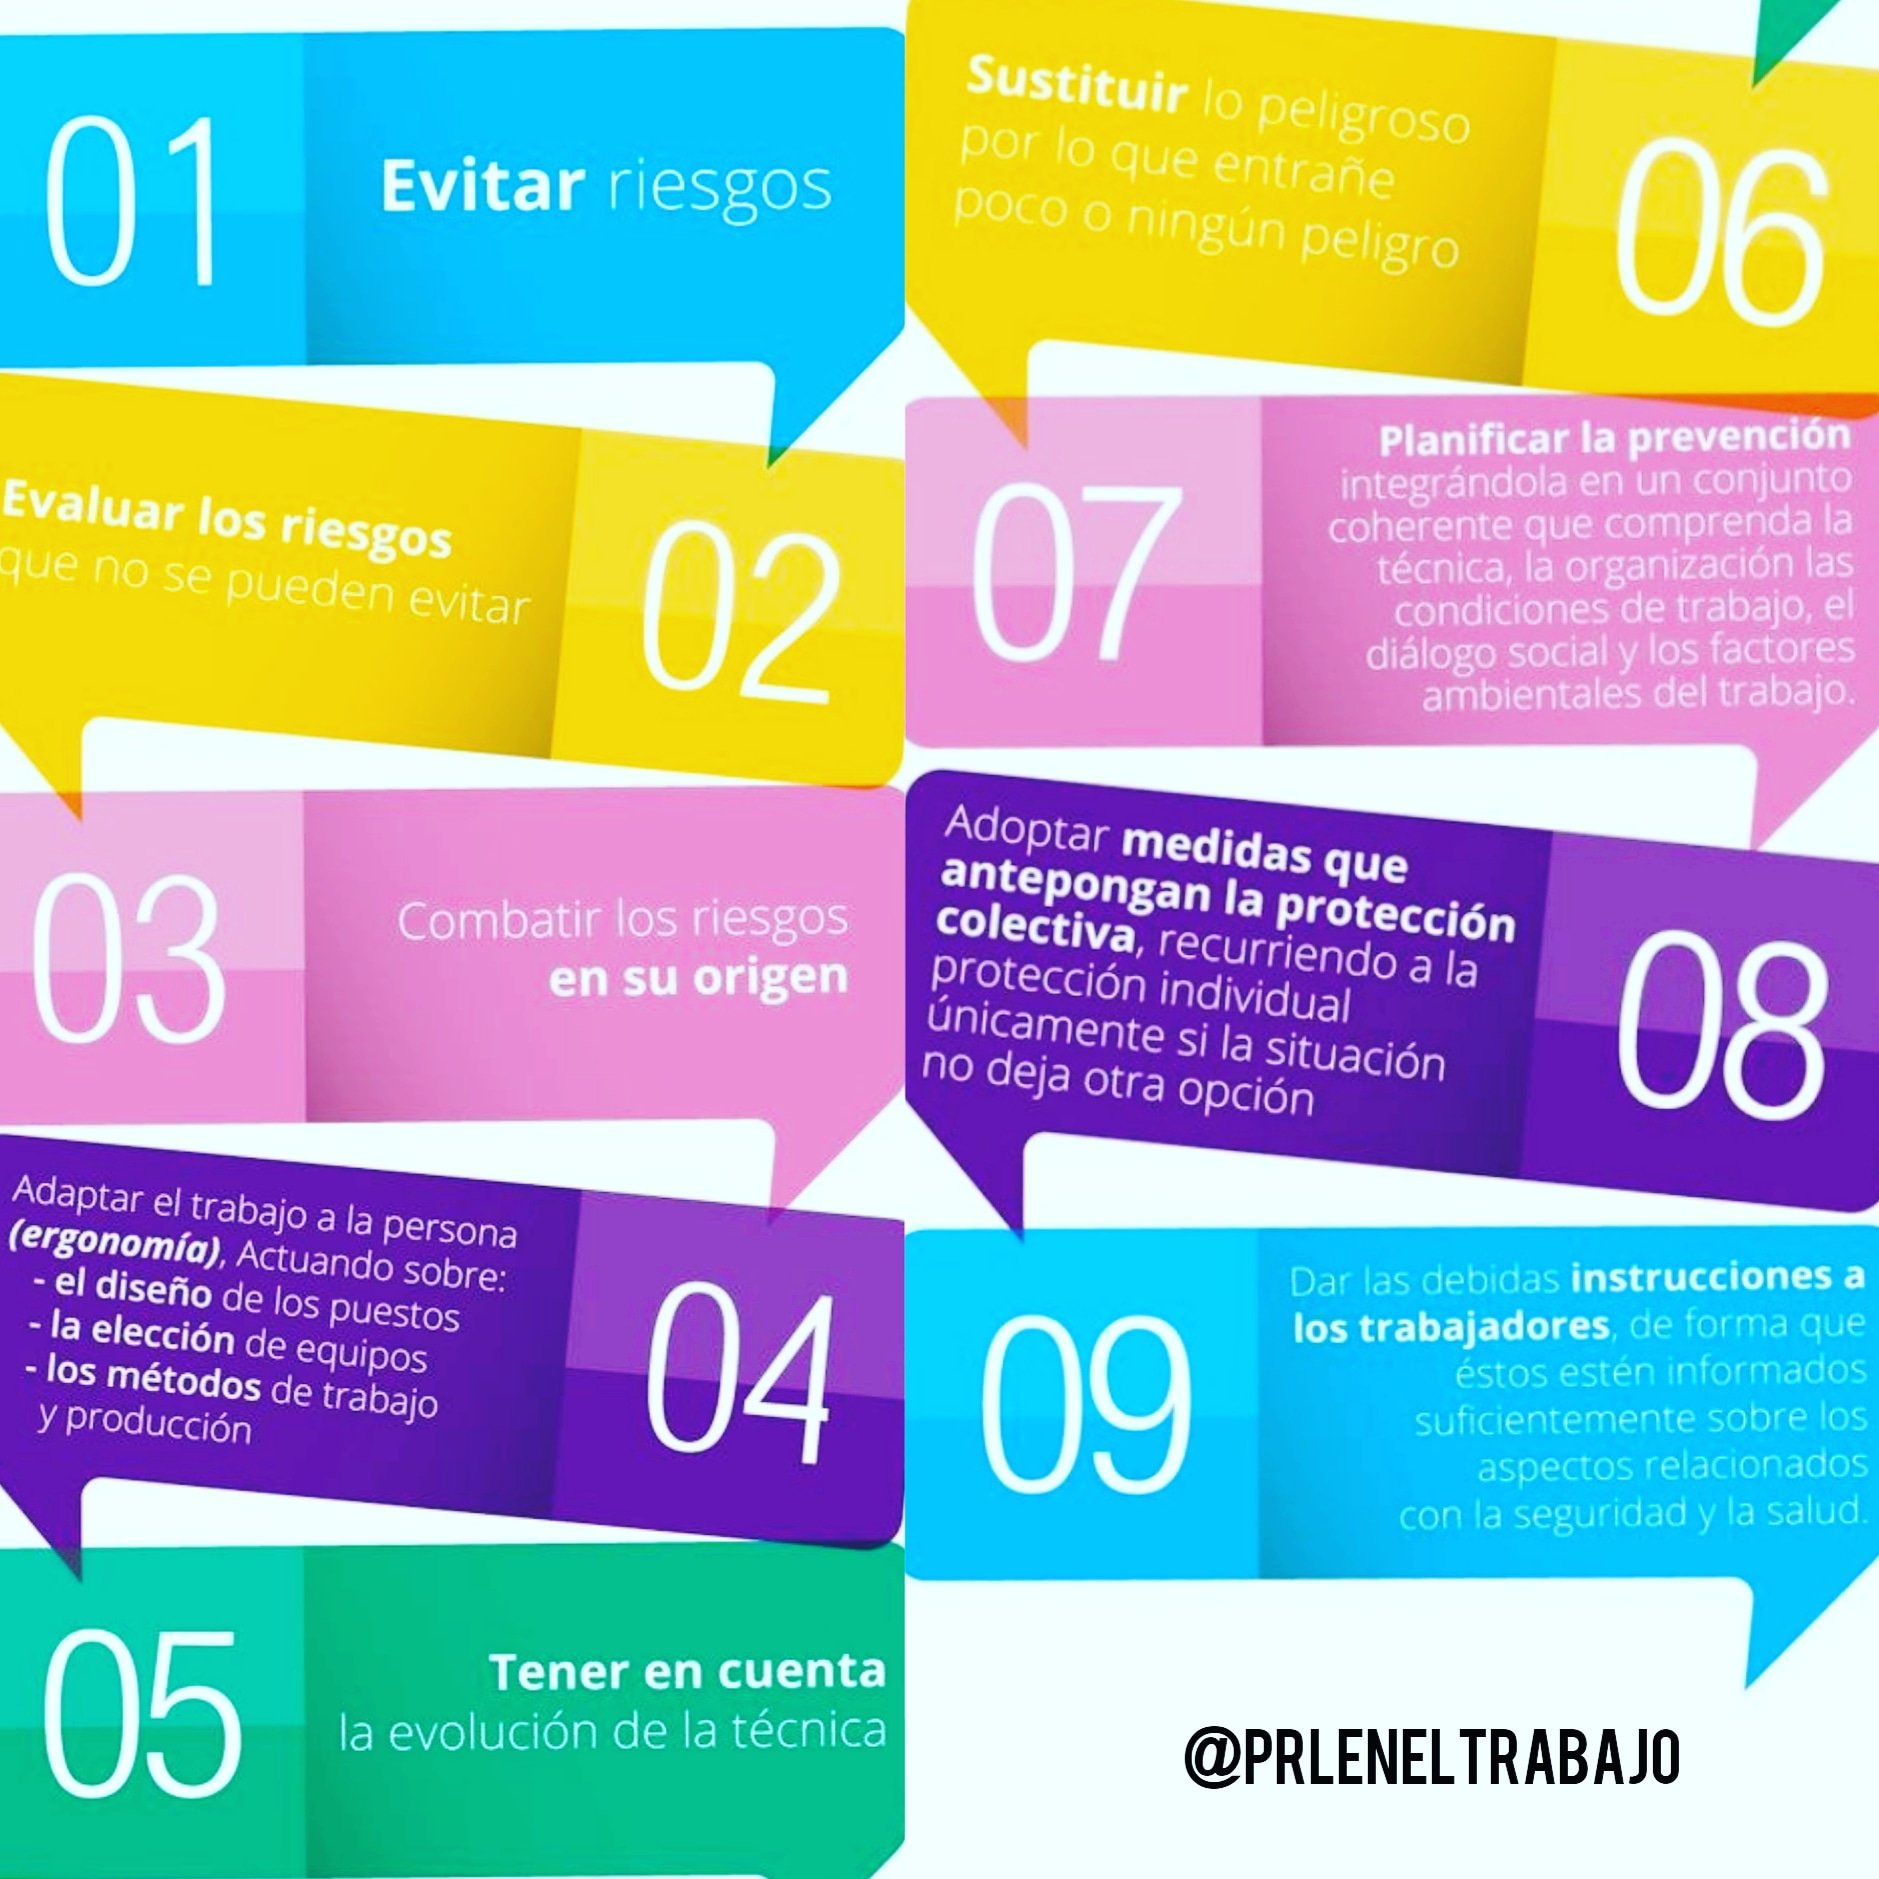 01
Evitar riesgos
Evaluar los riesgos
que no se pueden evitar
02
03
Combatir los riesgos
en su origen
Adaptar el trabajo a la persona
(ergonomía), Actuando sobre:
- el diseño de los puestos
- la elección de equipos
- los métodos de trabajo
y producción
04
05
Tener en cuenta
la evolución de la técnica
Sustituir lo peligroso
por lo que entrañe
poco o ningún peligro
06
07
Planificar la prevención
integrándola en un conjunto
coherente que comprenda la
técnica, la organización las
condiciones de trabajo, el
diálogo social y los factores
ambientales del trabajo.
Adoptar medidas que
antepongan la protección
colectiva, recurriendo a la
protección individual
únicamente si la situación
no deja otra opción
08
09
Dar las debidas instrucciones a
los trabajadores, de forma que
éstos estén informados
suficientemente sobre los
aspectos relacionados
con la seguridad y la salud.
@PRLENELTRABAJO